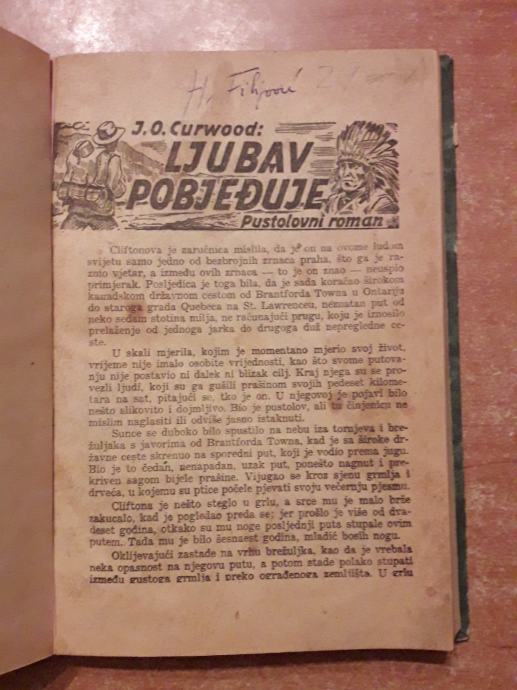 H. Filipović
J. O. Curwood:
LJUBAV
POBJEĐUJE
Pustolovni roman
Cliftonova je zaručnica mislila, da je on na ovome ludom
svijetu samo jedno od bezbrojnih zrnaca praha, što ga je ra-
znio vjetar, a između ovih zrnaca — to je on znao — neuspio
primjerak. Posljedica je toga bila, da je sada koračao širokom
kanadskom državnom cestom od Brantforda Towna u Ontariju
do staroga grada Quebeca na St. Lawrenceu, neznatan put od
neko sedam stotina milja, ne računajući prugu, koju je iznosilo
prelaženje od jednoga jarka do drugoga duž nepregledne ce-
ste.
U skali mjerila, kojim je momentano mjerio svoj život,
vrijeme nije imalo osobite vrijednosti, kao što svome putova-
nju nije postavio ni dalek ni blizak cilj. Kraj njega su se pro-
vezli ljudi, koji su ga gušili prašinom svojih pedeset kilome-
tara na sat, pitajući se, tko je on. U njegovoj je pojavi bilo
nešto slikovito i dojmljivo. Bio je pustolov, ali tu činjenicu ne
mislim naglasiti ili odviše jasno istaknuti.
Sunce se duboko bilo spustilo na nebu iza tornjeva i bre-
žuljaka s javorima od Brantforda Towna, kad je sa široke dr-
žavne ceste skrenuo na sporedni put, koji je vodio prema jugu.
Bio je to čedan, nenapadan, uzak put, ponešto nagnut i pre-
kriven sagom bijele prašine. Vijugao se kroz sjenu grmlja i
drveća, u kojemu su ptice počele pjevati svoju večernju pjesmu.
Cliftona je nešto steglo u grlu, a srce mu je malo brže
zakucalo, kad je pogledao preda se; jer prošlo je više od dva-
deset godina, otkako su mu noge posljednji puta stupale ovim
putem. Tada mu je bilo šesnaest godina, mladić bosih nogu.
Oklijevajući zastade na vrhu brežuljka, kao da je vrebala
neka opasnost na njegovu putu, a potom stade polako stupati
između gustoga grmlja i preko ograđenoga zemljišta. U grlu